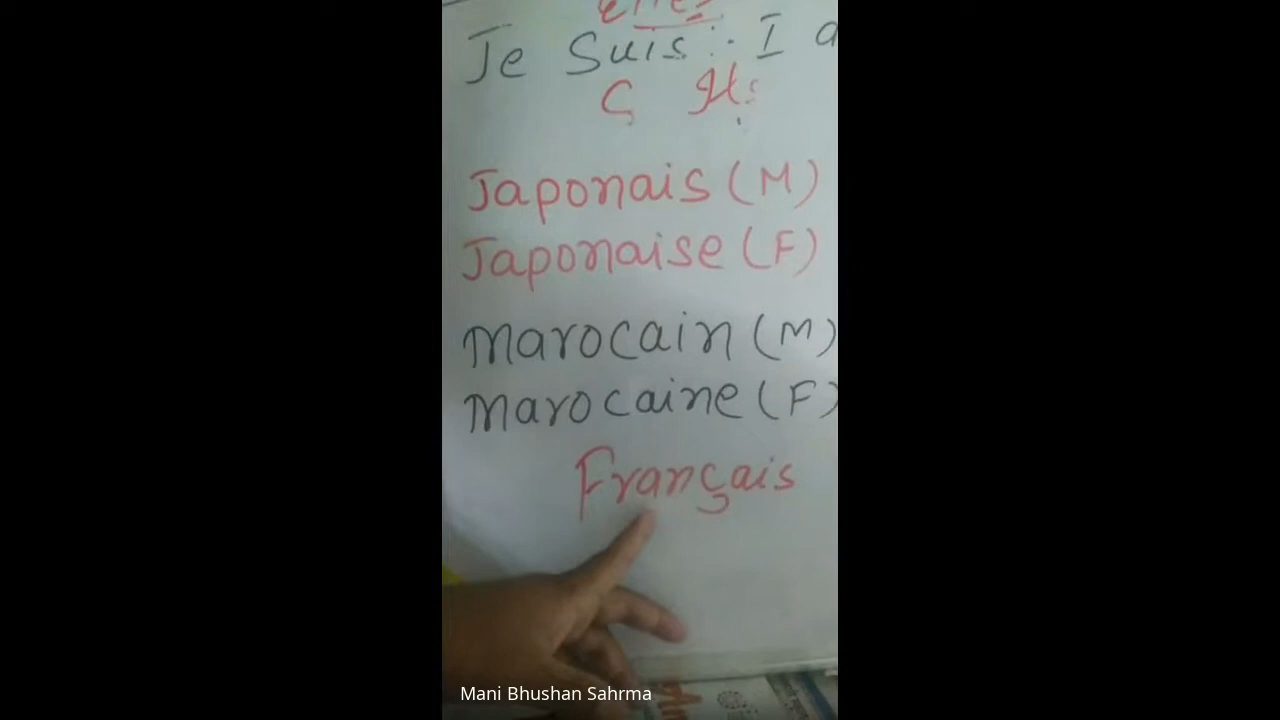 Je Suis : I a
Ç H
Japonais (M)
Japonaise (F)
Marocain (M)
Marocaine (F)
Français
Mani Bhushan Sahrma